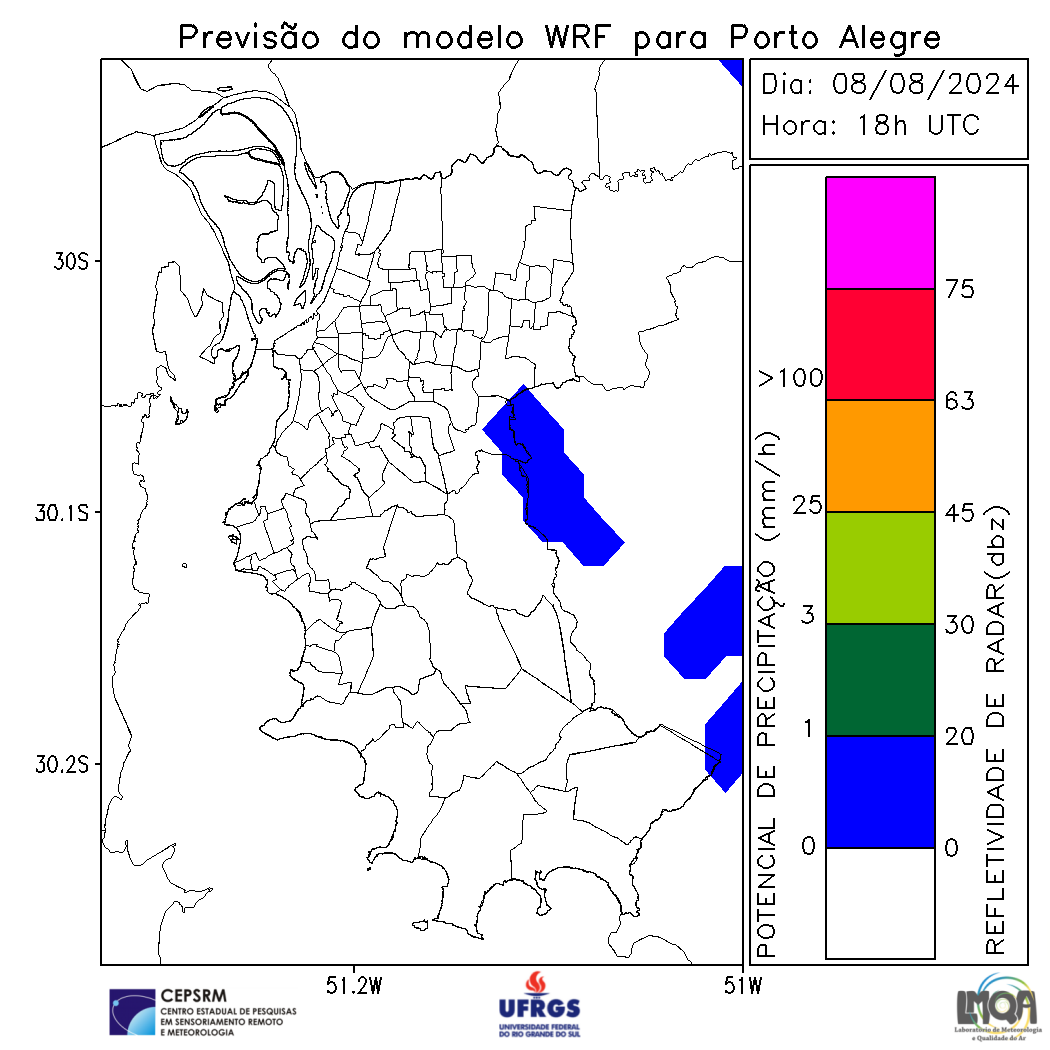 Previsão do modelo WRF para Porto Alegre
Dia: 08/08/2024
Hora: 18h UTC
30S
30.1S
30.2S
51.2W
51W
POTENCIAL DE PRECIPITAÇÃO (mm/h)
>100
25
3
1
0
75
63
45
30
20
0
REFLETIVIDADE DE RADAR(dbz)
CEPSRM
CENTRO ESTADUAL DE PESQUISAS
EM SENSORIAMENTO REMOTO
E METEOROLOGIA
UFRGS
UNIVERSIDADE FEDERAL
DO RIO GRANDE DO SUL
LMQA
Laboratório de Meteorologia
e Qualidade do Ar